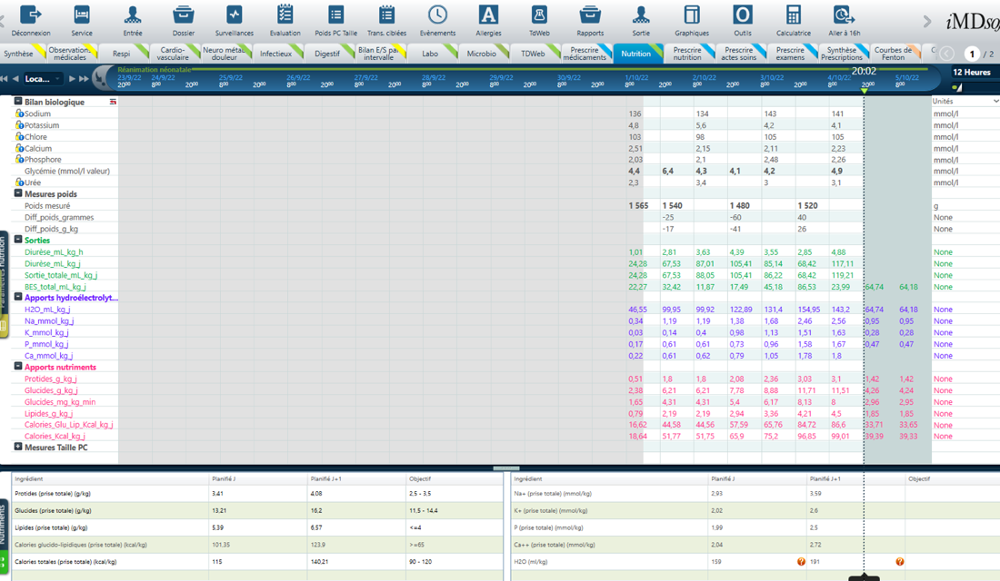 Déconnexion Service Entrée Dossier Surveillances Evaluation Poids PC Taille Trans. ciblées Evènements Allergies TdWeb Rapports Sortie Graphiques Outils Calculatrice Aller à 16h
Synthèse Observations médicales Respi Cardio-vasculaire Neuro méta douleur Infectieux Digestif Bilan E/S pa intervalle Labo Microbio TDWeb Prescrire médicaments Nutrition Prescrire nutrition Prescrire actes soins Prescrire examens Synthèse Prescriptions Courbes de Fenton 1 / 2
Réanimation néonatale 20:02 12 Heures
Loca...
23/9/22 24/9/22 25/9/22 26/9/22 27/9/22 28/9/22 29/9/22 30/9/22 1/10/22 2/10/22 3/10/22 4/10/22 5/10/22
20⁰⁰ 8⁰⁰ 20⁰⁰ 8⁰⁰ 20⁰⁰ 8⁰⁰ 20⁰⁰ 8⁰⁰ 20⁰⁰ 8⁰⁰ 20⁰⁰ 8⁰⁰ 20⁰⁰ 8⁰⁰ 20⁰⁰ 8⁰⁰ 20⁰⁰ 8⁰⁰ 20⁰⁰ 8⁰⁰ 20⁰⁰ 8⁰⁰ 20⁰⁰ 8⁰⁰
Bilan biologique Unités
Sodium 136 134 143 141 mmol/l
Potassium 4,8 5,6 4,2 4,1 mmol/l
Chlore 103 98 105 105 mmol/l
Calcium 2,51 2,15 2,11 2,23 mmol/l
Phosphore 2,03 2,1 2,48 2,26 mmol/l
Glycémie (mmol/l valeur) 4,4 6,4 4,3 4,1 4,2 4,9 mmol/l
Urée 2,3 3,4 3 3,1 mmol/l
Mesures poids
Poids mesuré 1 565 1 540 1 480 1 520 g
Diff_poids_grammes -25 -60 40 None
Diff_poids_g_kg -17 -41 26 None
Sorties
Diurèse_mL_kg_h 1,01 2,81 3,63 4,39 3,55 2,85 4,88 None
Diurèse_mL_kg_j 24,28 67,53 87,01 105,41 85,14 68,42 117,11 None
Sortie_totale_mL_kg_j 24,28 67,53 88,05 105,41 86,22 68,42 119,21 None
BES_total_mL_kg_j 22,27 32,42 11,87 17,49 45,18 86,53 23,99 64,74 64,18 None
Apports hydroélectrolyt...
H2O_mL_kg_j 46,55 99,95 99,92 122,89 131,4 154,95 143,2 64,74 64,18 None
Na_mmol_kg_j 0,34 1,19 1,19 1,38 1,68 2,46 2,56 0,95 0,95 None
K_mmol_kg_j 0,03 0,14 0,4 0,98 1,13 1,51 1,63 0,28 0,28 None
P_mmol_kg_j 0,17 0,61 0,61 0,73 0,96 1,58 1,67 0,47 0,47 None
Ca_mmol_kg_j 0,22 0,61 0,62 0,79 1,05 1,78 1,8 None
Apports nutriments
Protides_g_kg_j 0,51 1,8 1,8 2,08 2,36 3,03 3,1 1,42 1,42 None
Glucides_g_kg_j 2,38 6,21 6,21 7,78 8,88 11,71 11,51 4,26 4,24 None
Glucides_mg_kg_min 1,65 4,31 4,31 5,4 6,17 8,13 8 2,96 2,95 None
Lipides_g_kg_j 0,79 2,19 2,19 2,94 3,36 4,21 4,5 1,85 1,85 None
Calories_Glu_Lip_Kcal_kg_j 16,62 44,58 44,56 57,59 65,76 84,72 86,6 33,71 33,65 None
Calories_Kcal_kg_j 18,64 51,77 51,75 65,9 75,2 96,85 99,01 39,39 39,33 None
Mesures Taille PC
Ingrédient Planifié J Planifié J+1 Objectif Ingrédient Planifié J Planifié J+1 Objectif
Protides (prise totale) (g/kg) 3,41 4,08 2,5 - 3,5 Na+ (prise totale) (mmol/kg) 2,93 3,59
Glucides (prise totale) (g/kg) 13,21 16,2 11,5 - 14,4 K+ (prise totale) (mmol/kg) 2,02 2,6
Lipides (prise totale) (g/kg) 5,39 6,57 <=4 P (prise totale) (mmol/kg) 1,99 2,5
Calories glucido-lipidiques (prise totale) (kcal/kg) 101,35 123,9 >=65 Ca++ (prise totale) (mmol/kg) 2,04 2,72
Calories totales (prise totale) (kcal/kg) 115 140,21 90 - 120 H2O (ml/kg) 159 191